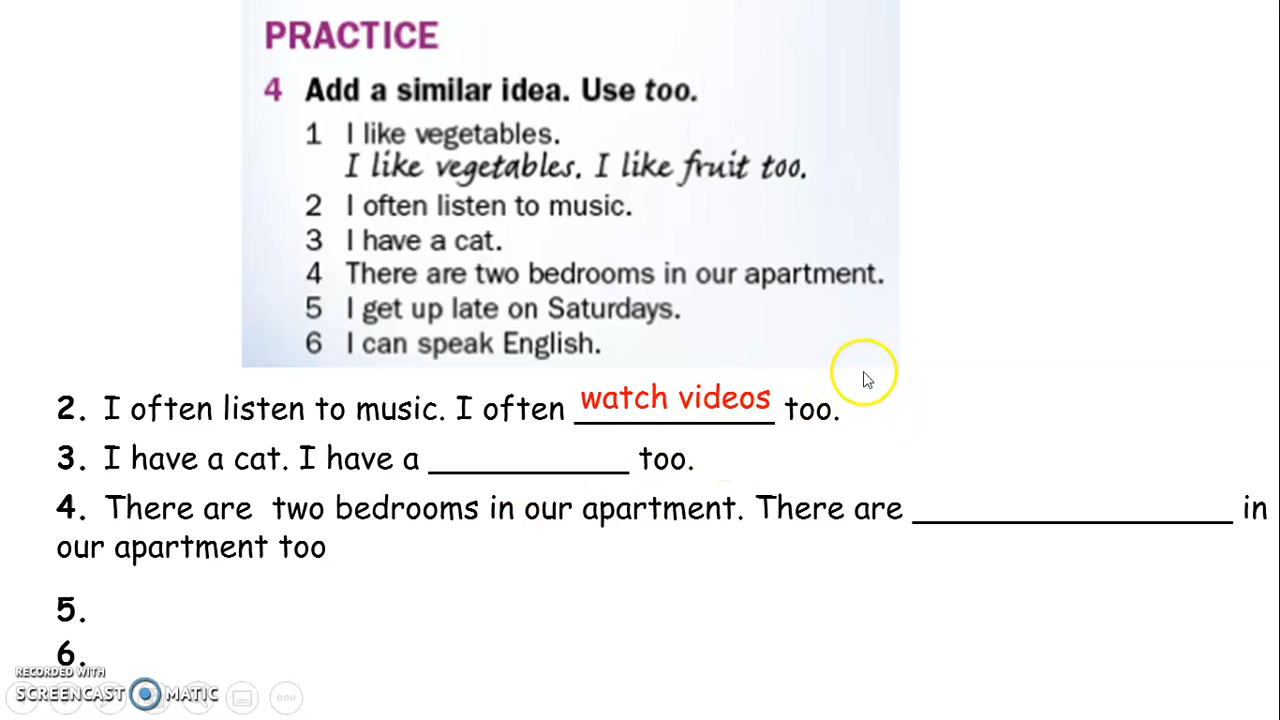 PRACTICE
4 Add a similar idea. Use too.
1 I like vegetables.
I like vegetables. I like fruit too.
2 I often listen to music.
3 I have a cat.
4 There are two bedrooms in our apartment.
5 I get up late on Saturdays.
6 I can speak English.
2. I often listen to music. I often watch videos too.
3. I have a cat. I have a ___________ too.
4. There are two bedrooms in our apartment. There are __________________ in
our apartment too
5.
6.
RECORDED WITH
SCREENCAST MATIC